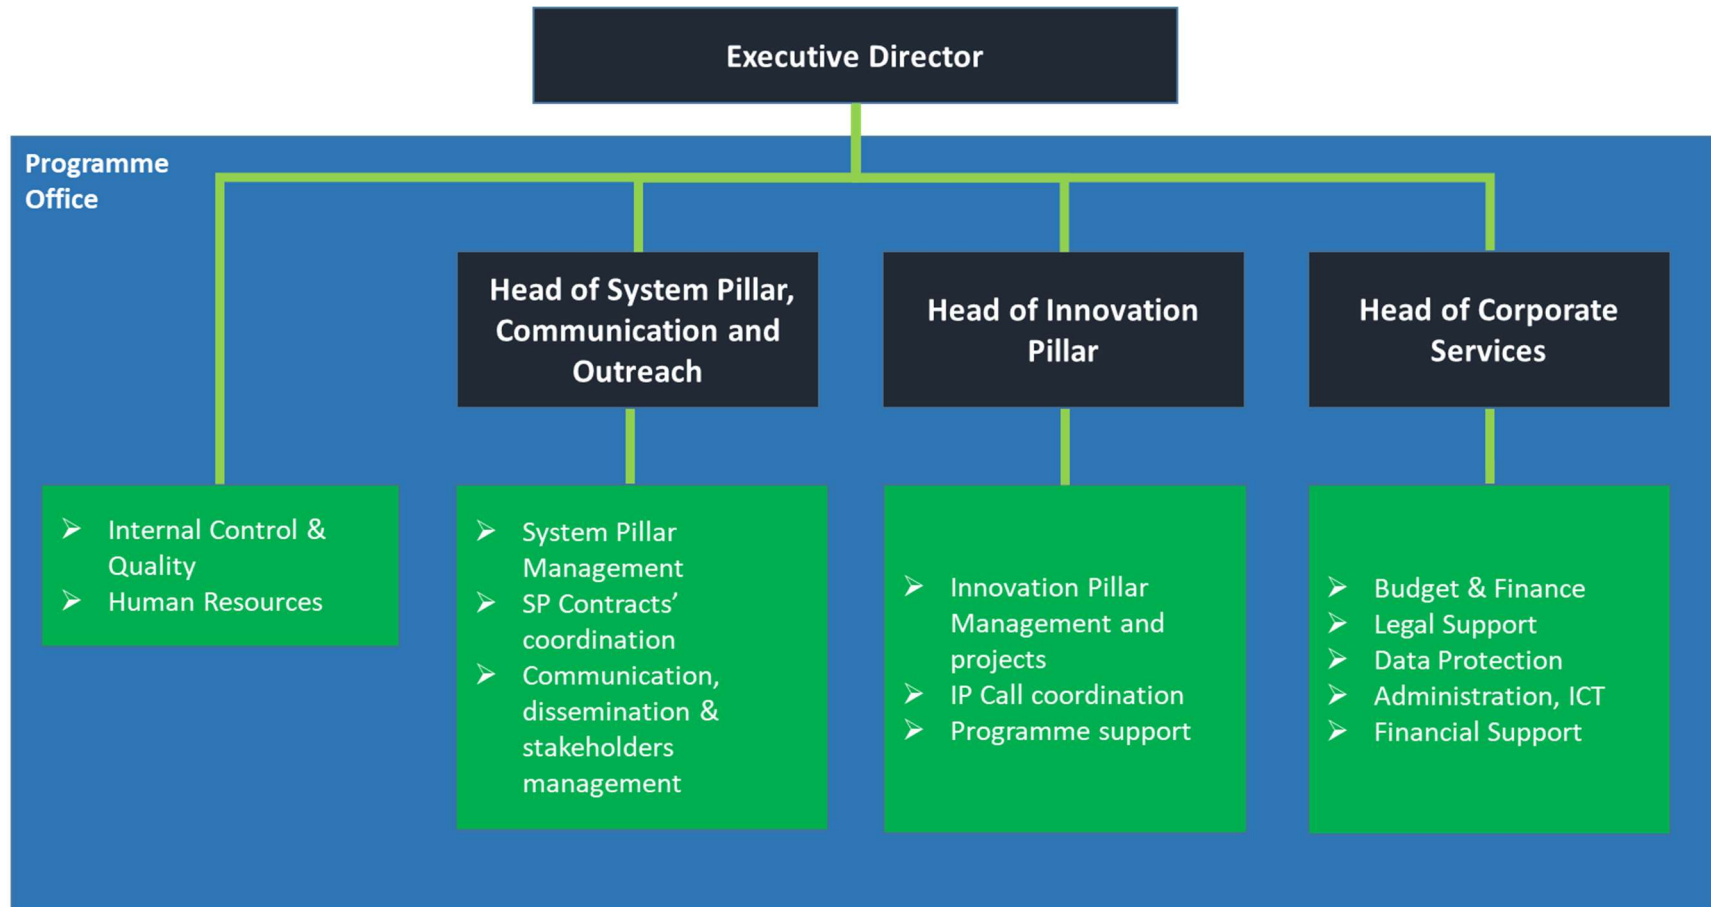 Executive Director
Programme
Office
Head of System Pillar,
Communication and
Outreach
Head of Innovation
Pillar
Head of Corporate
Services
➢ Internal Control &
Quality
➢ Human Resources
➢ System Pillar
Management
➢ SP Contracts’
coordination
➢ Communication,
dissemination &
stakeholders
management
➢ Innovation Pillar
Management and
projects
➢ IP Call coordination
➢ Programme support
➢ Budget & Finance
➢ Legal Support
➢ Data Protection
➢ Administration, ICT
➢ Financial Support